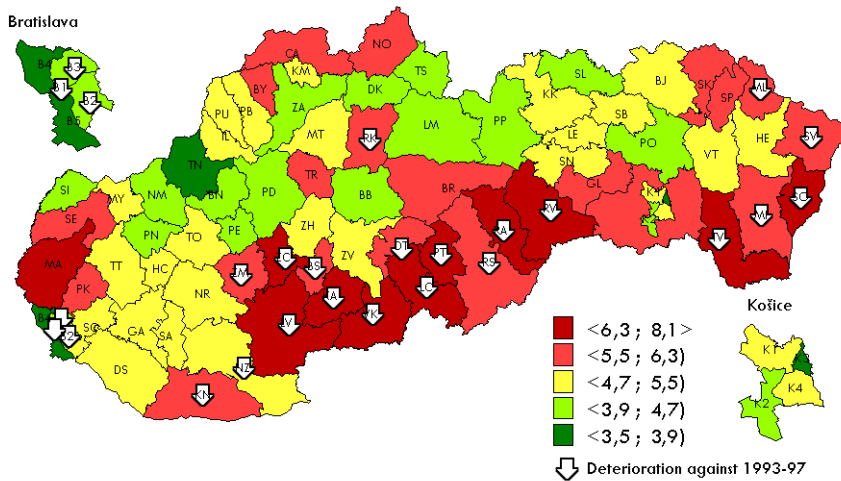 Bratislava
B4
B3
B1
B2
B5
CA
NO
KM
BY
TS
DK
ZA
PU
PB
IL
MT
RK
LM
PP
SL
KK
BJ
SB
LE
SN
PO
SK
SP
ML
HE
VT
SV
SO
MI
TV
GL
K1
TN
SI
NM
BN
MY
PD
TR
BB
BR
RV
RA
RS
SE
PN
PE
TO
ZH
ZV
DT
PT
LC
MA
PK
TT
HC
NR
ZM
ZC
BS
KA
VK
LV
SC
GA
SA
DS
NZ
KN
B2
Košice
K1
K4
K2
<6,3 ; 8,1>
<5,5 ; 6,3)
<4,7 ; 5,5)
<3,9 ; 4,7)
<3,5 ; 3,9)
Deterioration against 1993-97